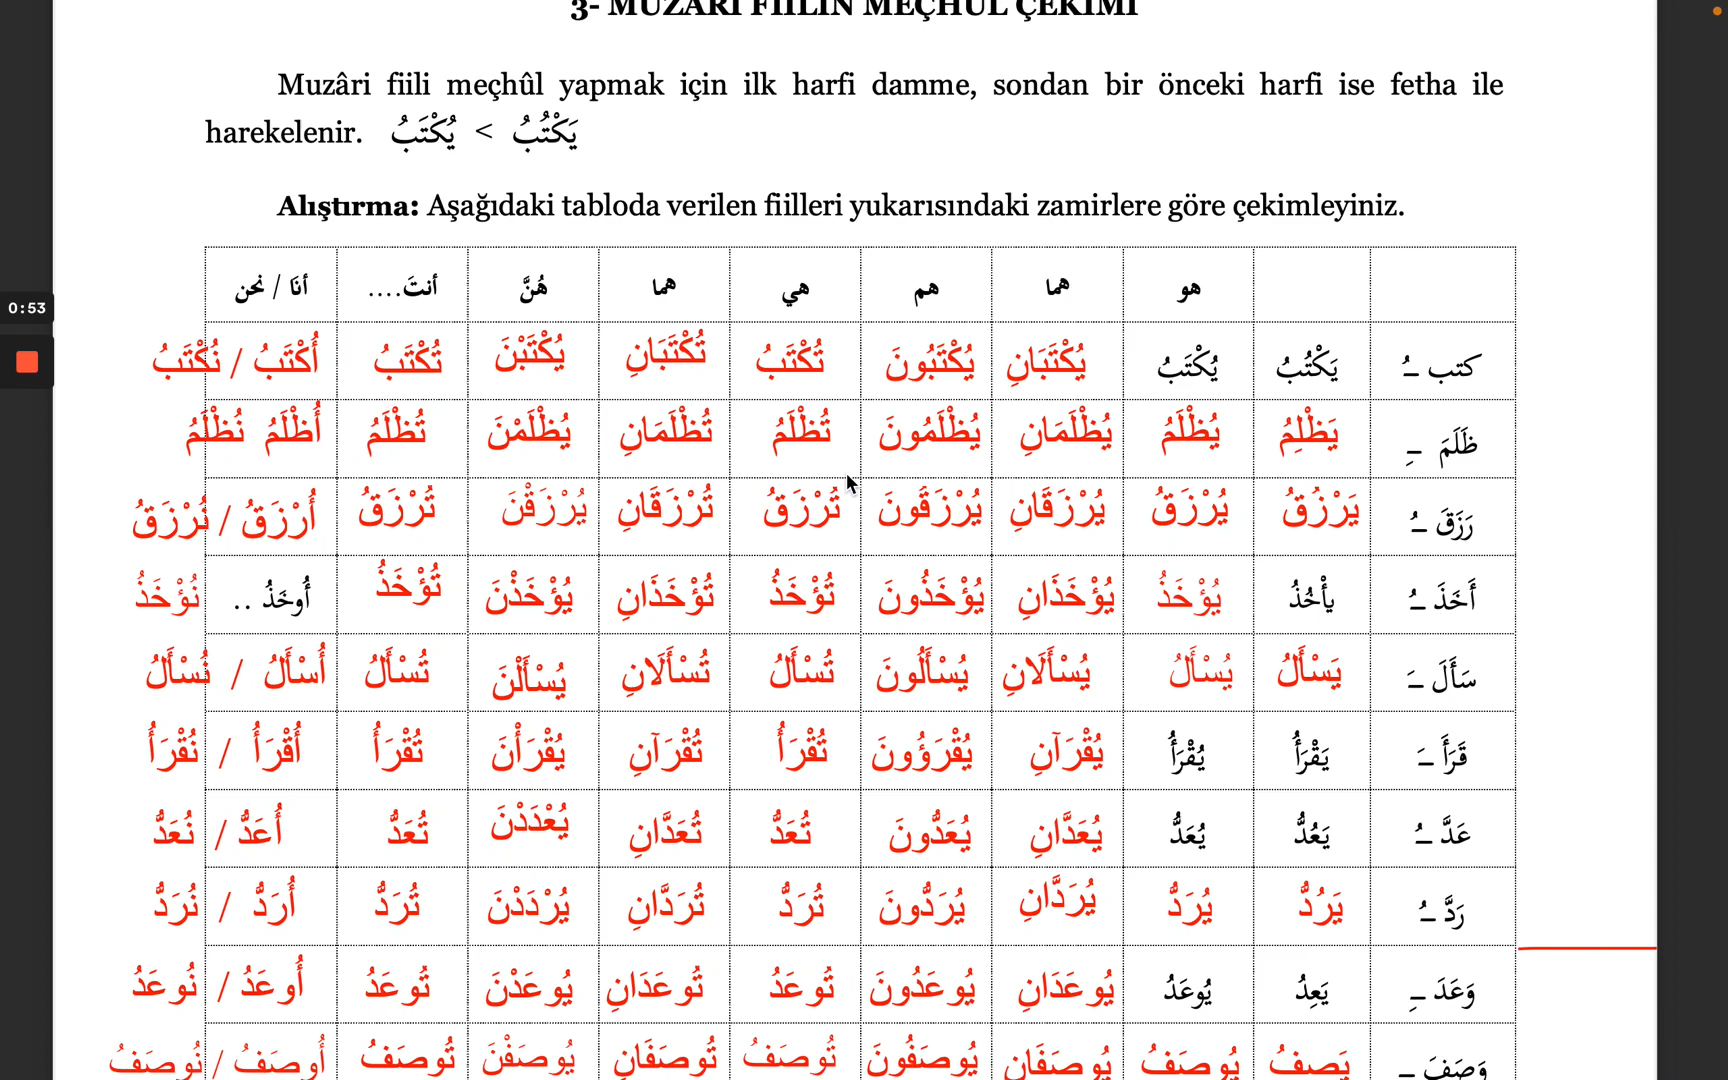 3- MUZÂRİ FİİLİN MEÇHÛL ÇEKİMİ
Muzâri fiili meçhûl yapmak için ilk harfi damme, sondan bir önceki harfi ise fetha ile
harekelenir. يَكْتُبُ > يُكْتَبُ
Alıştırma: Aşağıdaki tabloda verilen fiilleri yukarısındaki zamirlere göre çekimleyiniz.
هو هما هم هي هما هُنَّ أنتَ.... أنَا / نحن
0:53
كتب ـُ يَكْتُبُ يُكْتَبُ يُكْتَبَانِ يُكْتَبُونَ تُكْتَبُ تُكْتَبَانِ يُكْتَبْنَ تُكْتَبُ أُكْتَبُ / نُكْتَبُ
ظَلَمَ ـِ يَظْلِمُ يُظْلَمُ يُظْلَمَانِ يُظْلَمُونَ تُظْلَمُ تُظْلَمَانِ يُظْلَمْنَ تُظْلَمُ أُظْلَمُ نُظْلَمُ
رَزَقَ ـُ يَرْزُقُ يُرْزَقُ يُرْزَقَانِ يُرْزَقُونَ تُرْزَقُ تُرْزَقَانِ يُرْزَقْنَ تُرْزَقُ أُرْزَقُ / نُرْزَقُ
أَخَذَ ـُ يأْخُذُ يُؤْخَذُ يُؤْخَذَانِ يُؤْخَذُونَ تُؤْخَذُ تُؤْخَذَانِ يُؤْخَذْنَ تُؤْخَذُ أُوخَذُ .. نُؤْخَذُ
سَأَلَ ـَ يَسْأَلُ يُسْأَلُ يُسْأَلَانِ يُسْأَلُونَ تُسْأَلُ تُسْأَلَانِ يُسْأَلْنَ تُسْأَلُ أُسْأَلُ / نُسْأَلُ
قَرَأَ ـَ يَقْرَأُ يُقْرَأُ يُقْرَآنِ يُقْرَؤُونَ تُقْرَأُ تُقْرَآنِ يُقْرَأْنَ تُقْرَأُ أُقْرَأُ / نُقْرَأُ
عَدَّ ـُ يَعُدُّ يُعَدُّ يُعَدَّانِ يُعَدُّونَ تُعَدُّ تُعَدَّانِ يُعْدَدْنَ تُعَدُّ أُعَدُّ / نُعَدُّ
رَدَّ ـُ يَرُدُّ يُرَدُّ يُرَدَّانِ يُرَدُّونَ تُرَدُّ تُرَدَّانِ يُرْدَدْنَ تُرَدُّ أُرَدُّ / نُرَدُّ
وَعَدَ ـِ يَعِدُ يُوعَدُ يُوعَدَانِ يُوعَدُونَ تُوعَدُ تُوعَدَانِ يُوعَدْنَ تُوعَدُ أُوعَدُ / نُوعَدُ
وَصَفَ ـِ يَصِفُ يُوصَفُ يُوصَفَانِ يُوصَفُونَ تُوصَفُ تُوصَفَانِ يُوصَفْنَ تُوصَفُ أُوصَفُ / نُوصَفُ